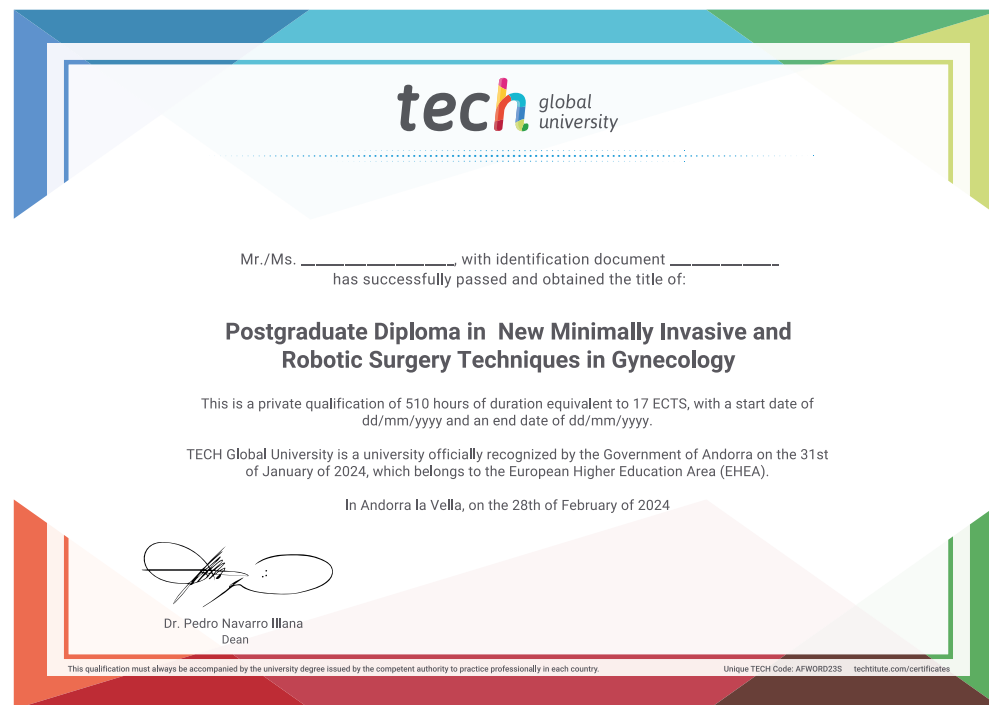 tech global
university
Mr./Ms. ____________________, with identification document ______________
has successfully passed and obtained the title of:
Postgraduate Diploma in  New Minimally Invasive and
Robotic Surgery Techniques in Gynecology
This is a private qualification of 510 hours of duration equivalent to 17 ECTS, with a start date of
dd/mm/yyyy and an end date of dd/mm/yyyy.
TECH Global University is a university officially recognized by the Government of Andorra on the 31st
of January of 2024, which belongs to the European Higher Education Area (EHEA).
In Andorra la Vella, on the 28th of February of 2024
Dr. Pedro Navarro Illana
Dean
This qualification must always be accompanied by the university degree issued by the competent authority to practice professionally in each country.
Unique TECH Code: AFWORD23S techtitute.com/certificates